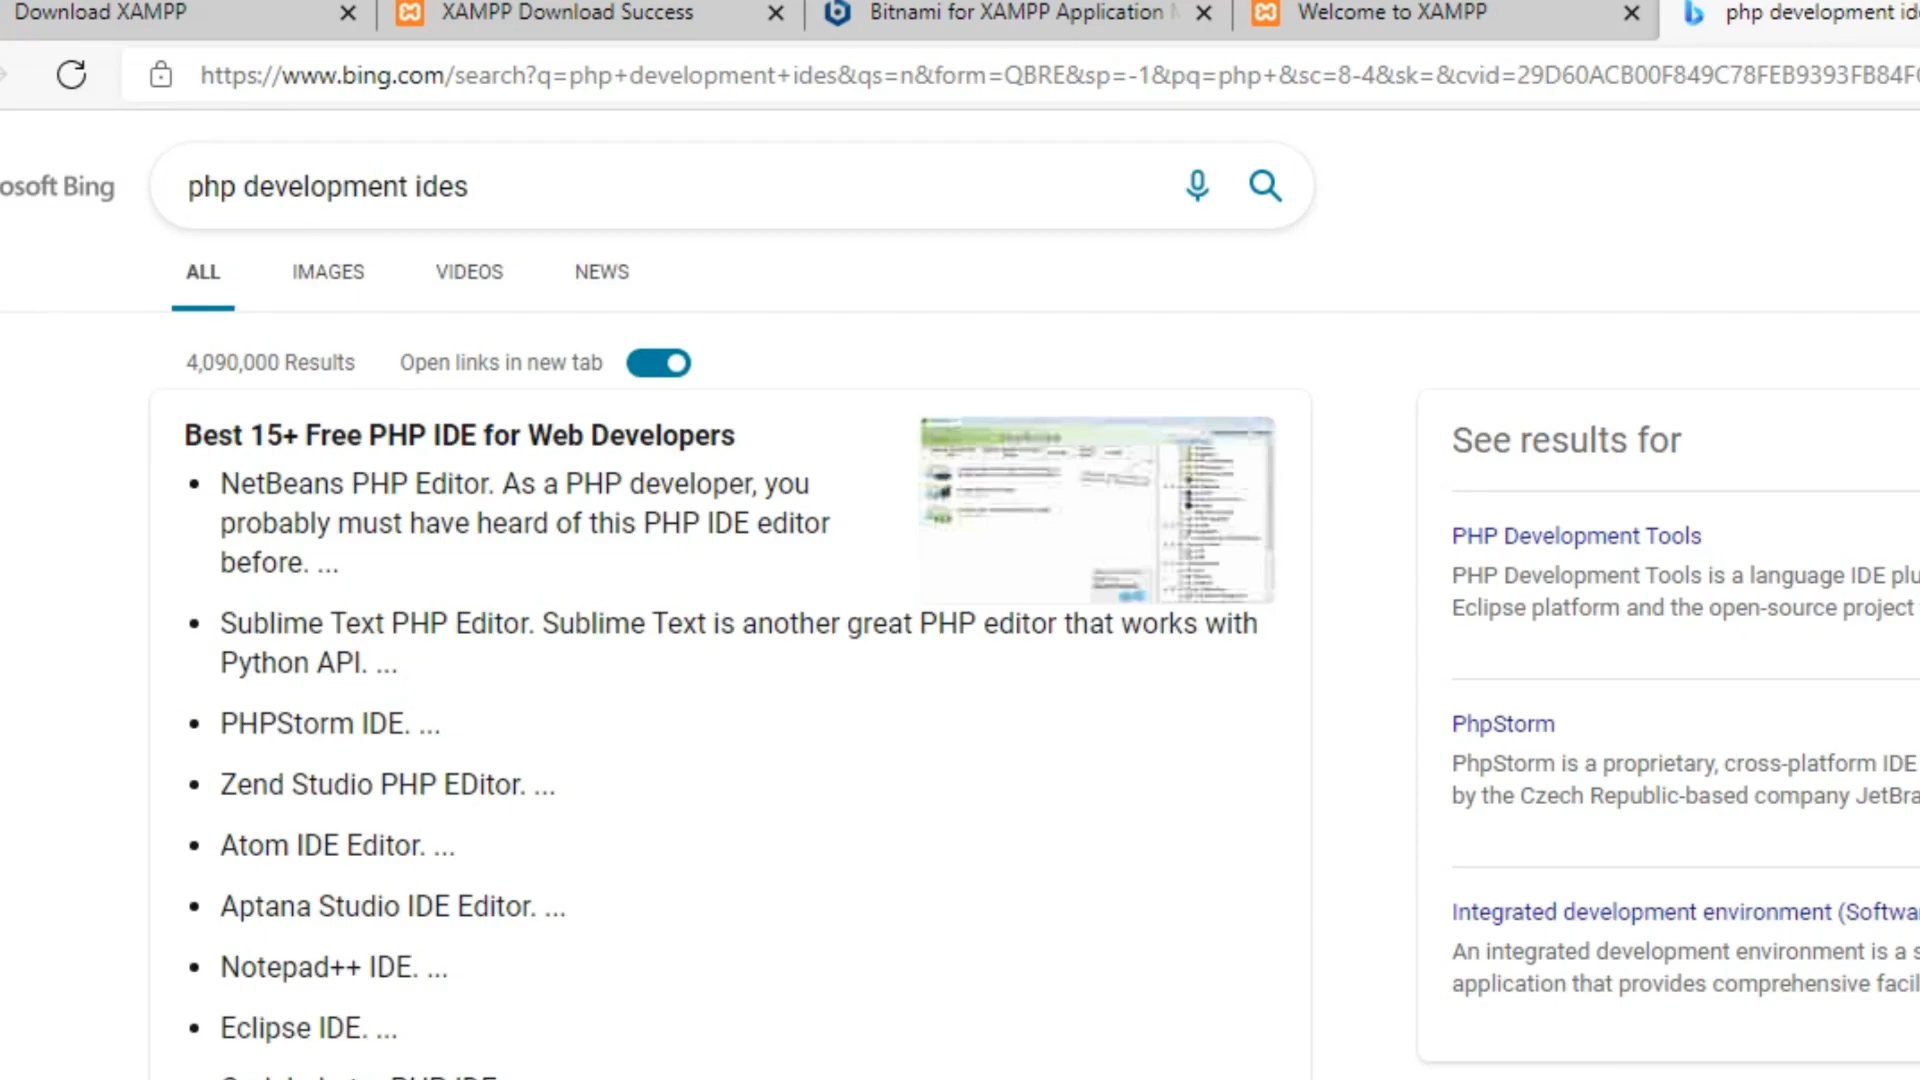 Download XAMPP
XAMPP Download Success
Bitnami for XAMPP Application
Welcome to XAMPP
php development
https://www.bing.com/search?q=php+development+ides&qs=n&form=QBRE&sp=-1&pq=php+&sc=8-4&sk=&cvid=29D60ACB00F849C78FEB9393FB84F
osoft Bing
php development ides
ALL
IMAGES
VIDEOS
NEWS
4,090,000 Results
Open links in new tab
Best 15+ Free PHP IDE for Web Developers
• NetBeans PHP Editor. As a PHP developer, you
probably must have heard of this PHP IDE editor
before. ...
• Sublime Text PHP Editor. Sublime Text is another great PHP editor that works with
Python API. ...
• PHPStorm IDE. ...
• Zend Studio PHP EDitor. ...
• Atom IDE Editor. ...
• Aptana Studio IDE Editor. ...
• Notepad++ IDE. ...
• Eclipse IDE. ...
See results for
PHP Development Tools
PHP Development Tools is a language IDE plu
Eclipse platform and the open-source project
PhpStorm
PhpStorm is a proprietary, cross-platform IDE
by the Czech Republic-based company JetBra
Integrated development environment (Softwa
An integrated development environment is a s
application that provides comprehensive facil